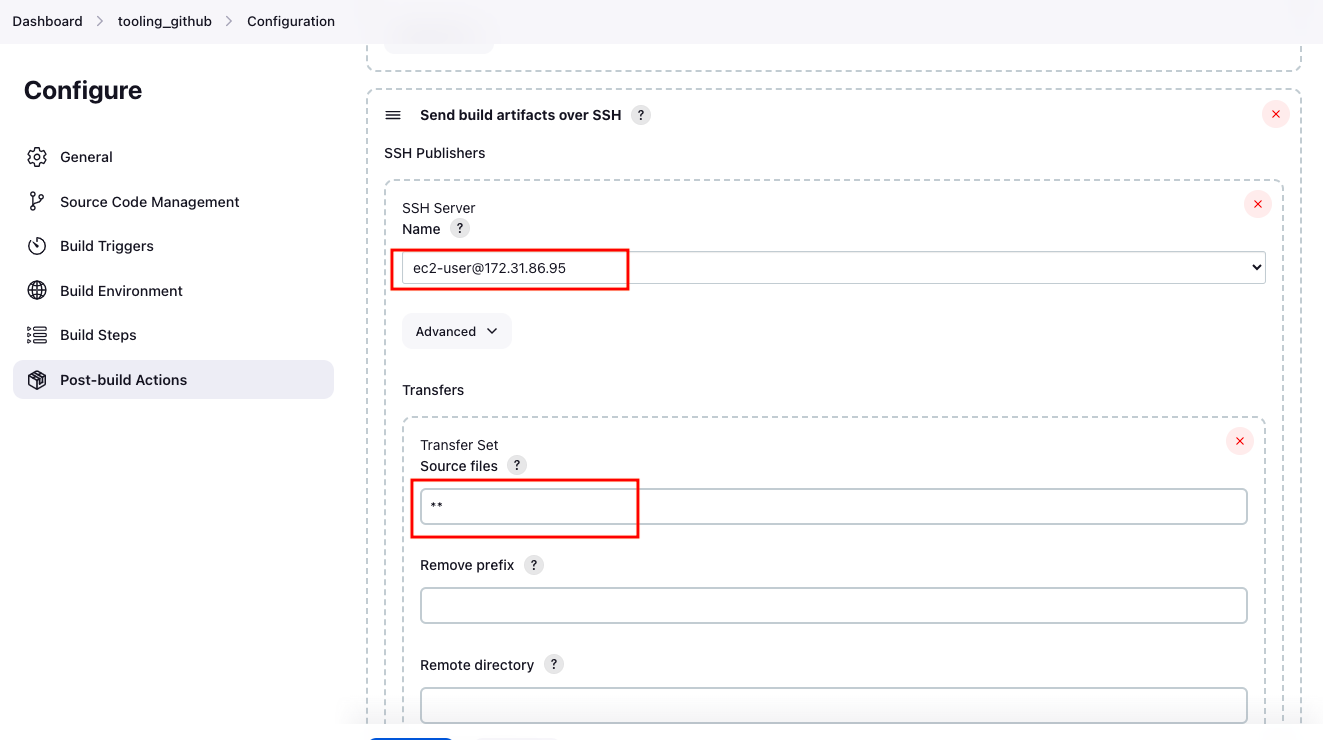 Dashboard > tooling_github > Configuration
Configure
General
Source Code Management
Build Triggers
Build Environment
Build Steps
Post-build Actions
Send build artifacts over SSH ?
SSH Publishers
SSH Server
Name ?
ec2-user@172.31.86.95
Advanced
Transfers
Transfer Set
Source files ?
**
Remove prefix ?
Remote directory ?